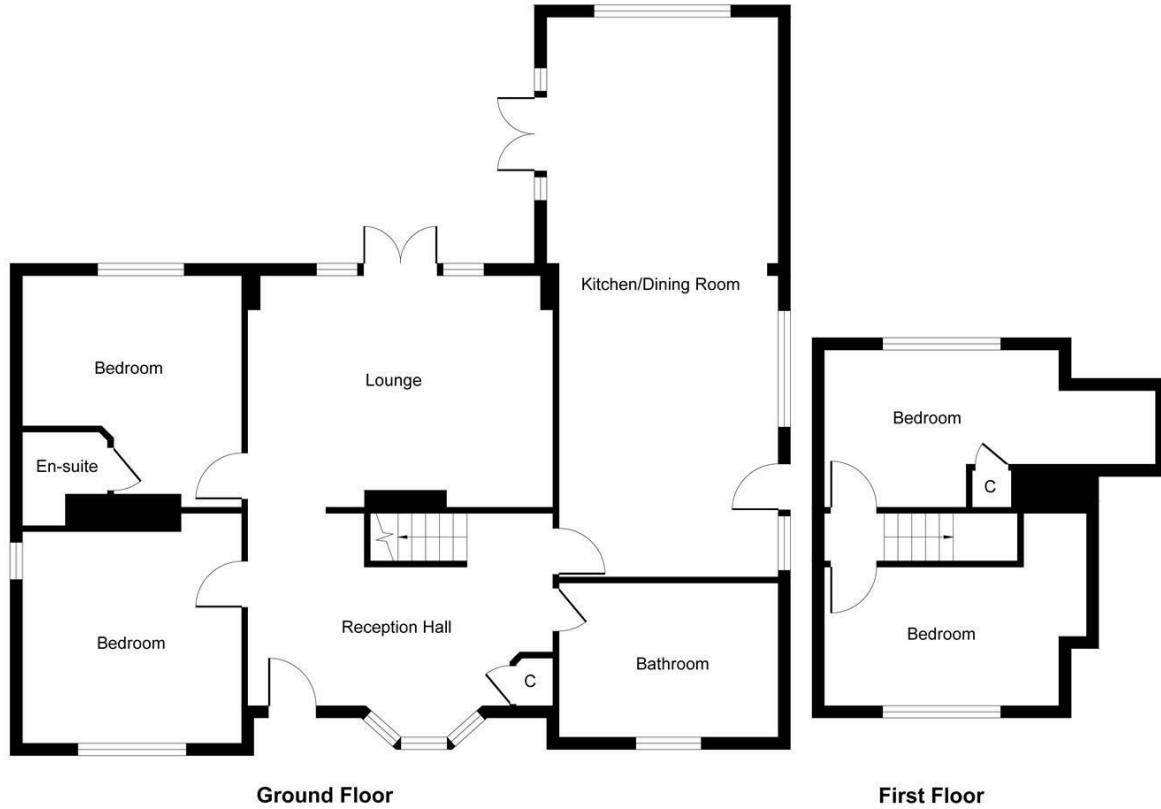 Kitchen/Dining Room
Bedroom
Lounge
En-suite
Bedroom
Reception Hall
C
Bathroom
Ground Floor
Bedroom
C
Bedroom
First Floor